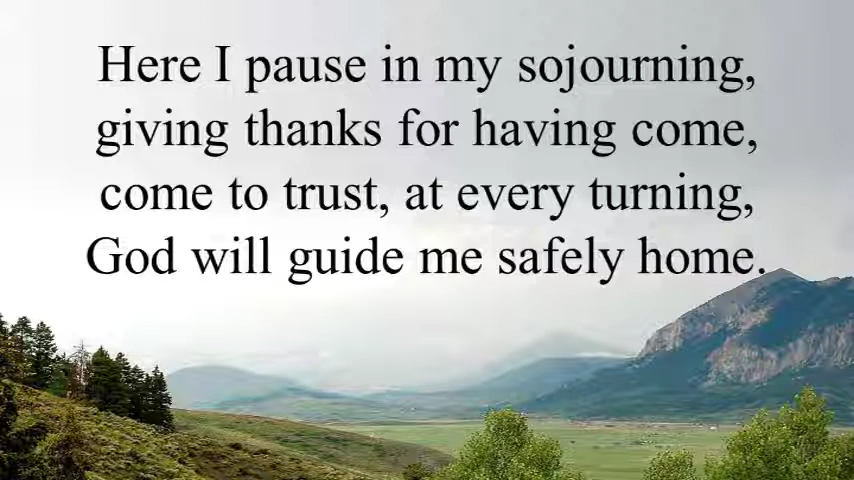 Here I pause in my sojourning,
giving thanks for having come,
come to trust, at every turning,
God will guide me safely home.